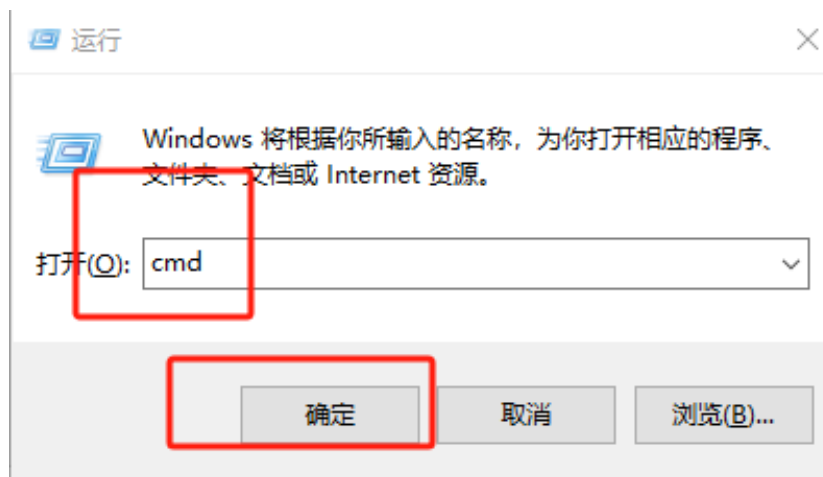 运行
Windows 将根据你所输入的名称，为你打开相应的程序、
文件夹、文档或 Internet 资源。
打开(O): cmd
确定 取消 浏览(B)...